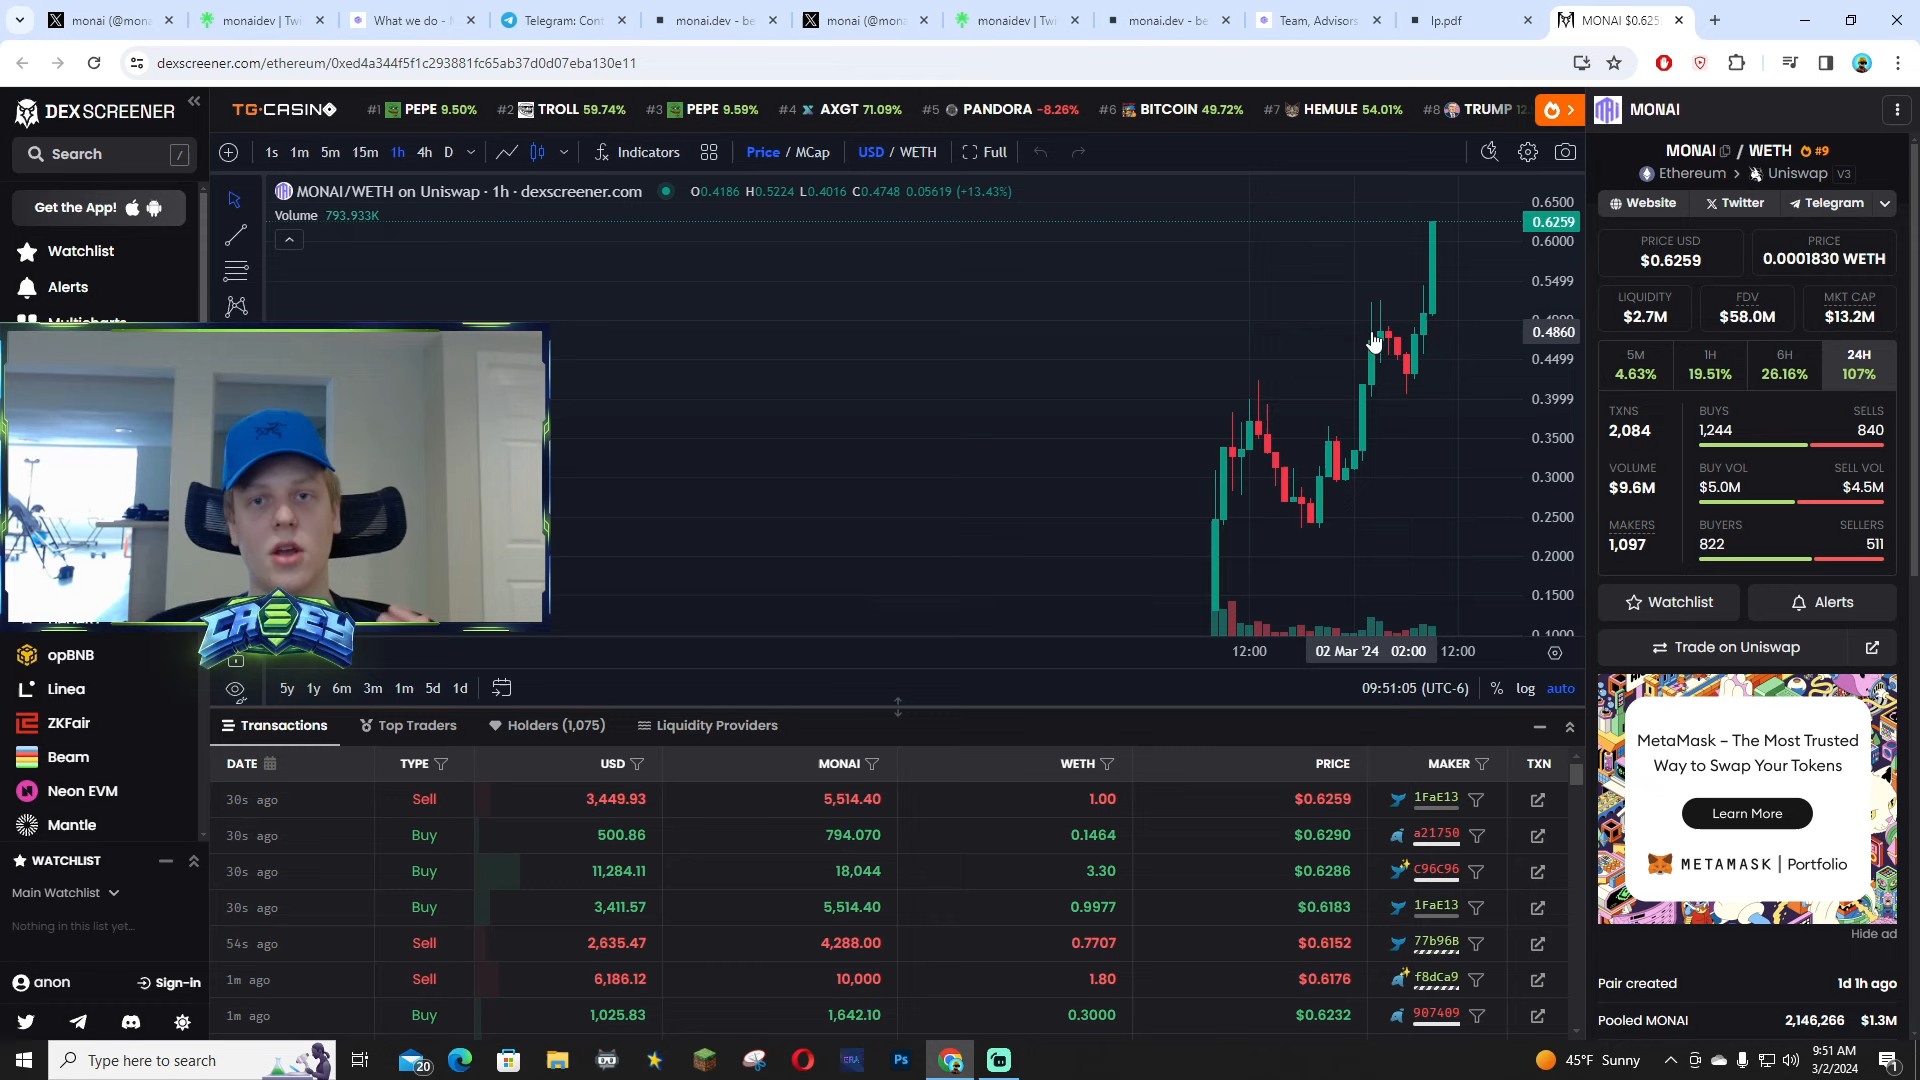 monai (@mona
monaidev | Twi
What we do - M
Telegram: Cont
monai.dev - be
monai (@mona
monaidev | Twi
monai.dev - be
Team, Advisors
lp.pdf
MONAI $0.625
dexscreener.com/ethereum/0xed4a344f5f1c293881fc65ab37d0d07eba130e11
DEX SCREENER
TG.CASINO
#1 PEPE 9.50%
#2 TROLL 59.74%
#3 PEPE 9.59%
#4 AXGT 71.09%
#5 PANDORA -8.26%
#6 BITCOIN 49.72%
#7 HEMULE 54.01%
#8 TRUMP 12
MONAI
Search /
1s 1m 5m 15m 1h 4h D
Indicators
Price / MCap
USD / WETH
Full
MONAI / WETH #9
Ethereum > Uniswap V3
Get the App!
MONAI/WETH on Uniswap · 1h · dexscreener.com
O0.4186 H0.5224 L0.4016 C0.4748 0.05619 (+13.43%)
Volume 793.933K
Website Twitter Telegram
Watchlist
Alerts
Multicharts
0.6500
0.6259
0.6000
0.5499
0.4860
0.4499
0.3999
0.3500
0.3000
0.2500
0.2000
0.1500
0.1000
PRICE USD
$0.6259
PRICE
0.0001830 WETH
LIQUIDITY
$2.7M
FDV
$58.0M
MKT CAP
$13.2M
5M
4.63%
1H
19.51%
6H
26.16%
24H
107%
TXNS
2,084
BUYS
1,244
SELLS
840
VOLUME
$9.6M
BUY VOL
$5.0M
SELL VOL
$4.5M
MAKERS
1,097
BUYERS
822
SELLERS
511
Watchlist
Alerts
Trade on Uniswap
CASEY
opBNB
Linea
ZKFair
Beam
Neon EVM
Mantle
12:00
02 Mar '24 02:00
12:00
5y 1y 6m 3m 1m 5d 1d
09:51:05 (UTC-6) % log auto
Transactions
Top Traders
Holders (1,075)
Liquidity Providers
DATE TYPE USD MONAI WETH PRICE MAKER TXN
30s ago Sell 3,449.93 5,514.40 1.00 $0.6259 1FaE13
30s ago Buy 500.86 794.070 0.1464 $0.6290 a21750
30s ago Buy 11,284.11 18,044 3.30 $0.6286 C96C96
30s ago Buy 3,411.57 5,514.40 0.9977 $0.6183 1FaE13
54s ago Sell 2,635.47 4,288.00 0.7707 $0.6152 77b96B
1m ago Sell 6,186.12 10,000 1.80 $0.6176 f8dCa9
1m ago Buy 1,025.83 1,642.10 0.3000 $0.6232 907409
WATCHLIST
Main Watchlist
Nothing in this list yet...
anon
Sign-in
MetaMask – The Most Trusted
Way to Swap Your Tokens
Learn More
METAMASK | Portfolio
Hide ad
Pair created 1d 1h ago
Pooled MONAI 2,146,266 $1.3M
Type here to search
20
CRA
Ps
45°F Sunny
9:51 AM
3/2/2024
1